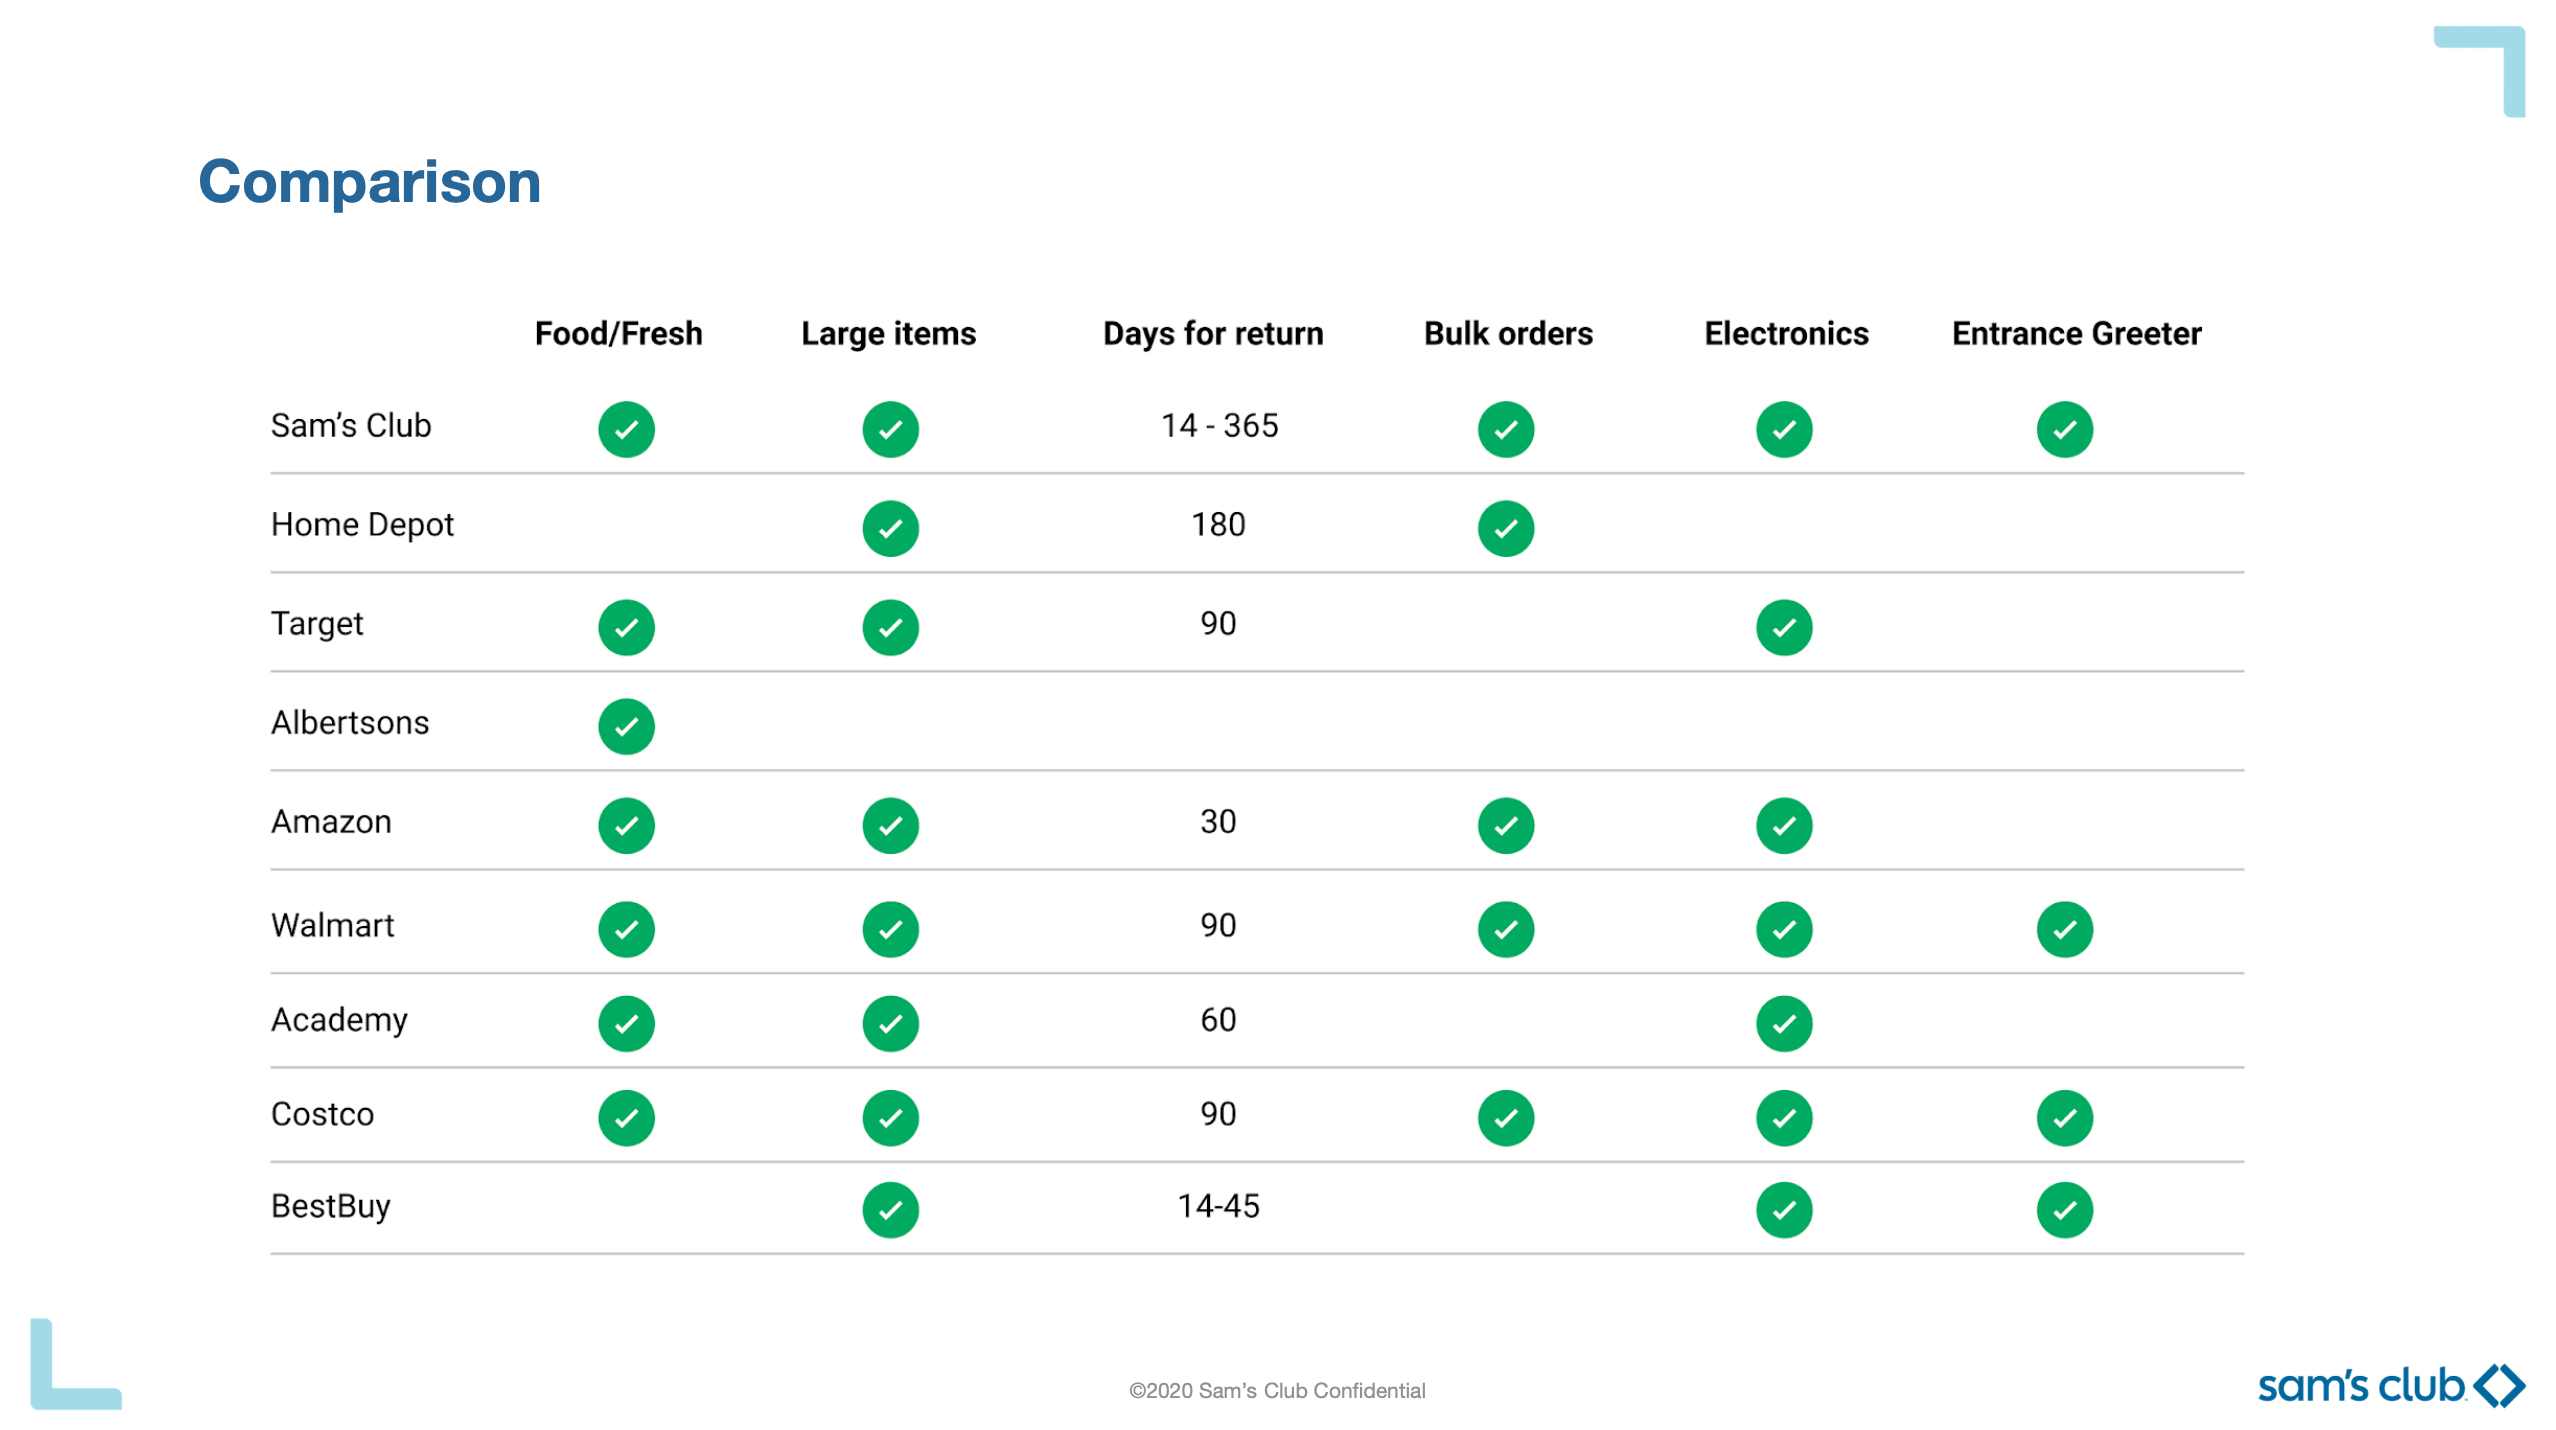 Comparison
Food/Fresh Large items Days for return Bulk orders Electronics Entrance Greeter
Sam’s Club 14 - 365
Home Depot 180
Target 90
Albertsons
Amazon 30
Walmart 90
Academy 60
Costco 90
BestBuy 14-45
©2020 Sam’s Club Confidential
sam’s club